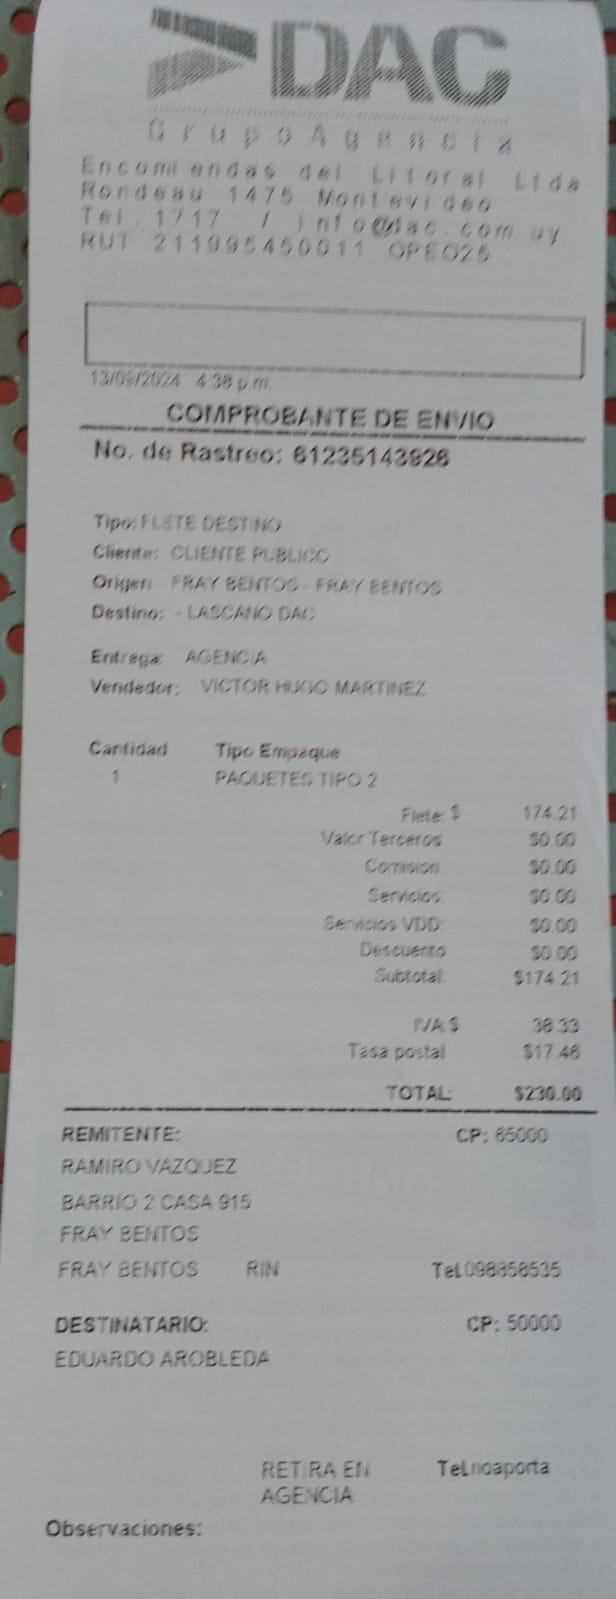 DAC
GrupoAgencia
Encomiendas del Litoral Ltda
Rondeau 1475 Montevideo
Tel. 1717 / info@dac.com.uy
RUT 211995450011 OPEO25
13/09/2024 4:38 p.m.
COMPROBANTE DE ENVIO
No. de Rastreo: 61235143926
Tipo: FLETE DESTINO
Cliente: CLIENTE PUBLICO
Origen: FRAY BENTOS - FRAY BENTOS
Destino: - LASCANO DAC
Entrega: AGENCIA
Vendedor: VICTOR HUGO MARTINEZ
Cantidad Tipo Empaque
1 PAQUETES TIPO 2
Flete: $ 174.21
Valor Terceros $0.00
Comision: $0.00
Servicios: $0.00
Servicios VDD: $0.00
Descuento $0.00
Subtotal: $174.21
IVA $ 38.33
Tasa postal $17.46
TOTAL: $230.00
REMITENTE: CP: 65000
RAMIRO VAZQUEZ
BARRIO 2 CASA 915
FRAY BENTOS
FRAY BENTOS RIN Tel.098858535
DESTINATARIO: CP: 50000
EDUARDO AROBLEDA
RETIRA EN Tel.noaporta
AGENCIA
Observaciones: